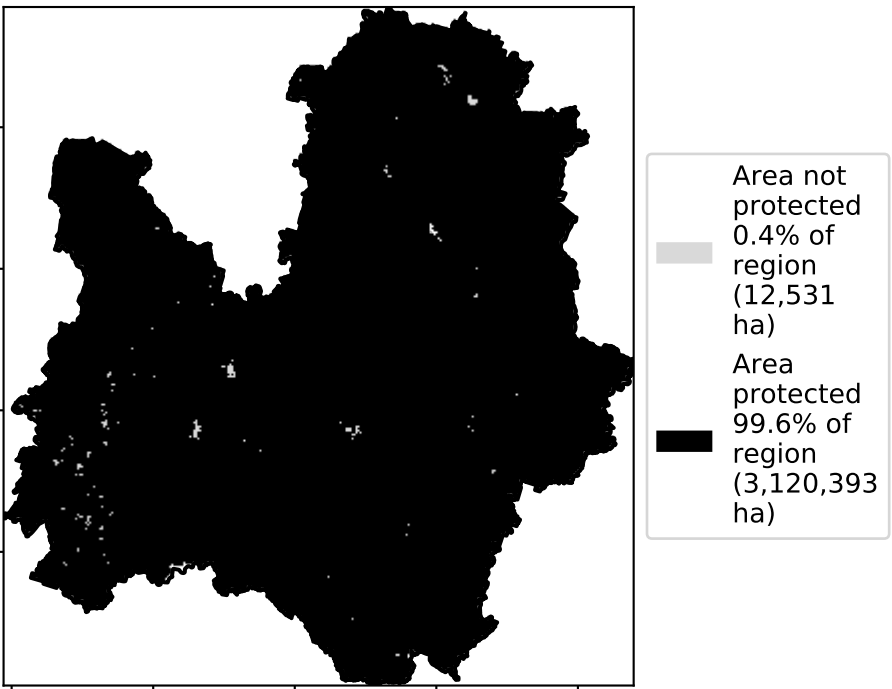 Area not
protected
0.4% of
region
(12,531
ha)
Area
protected
99.6% of
region
(3,120,393
ha)